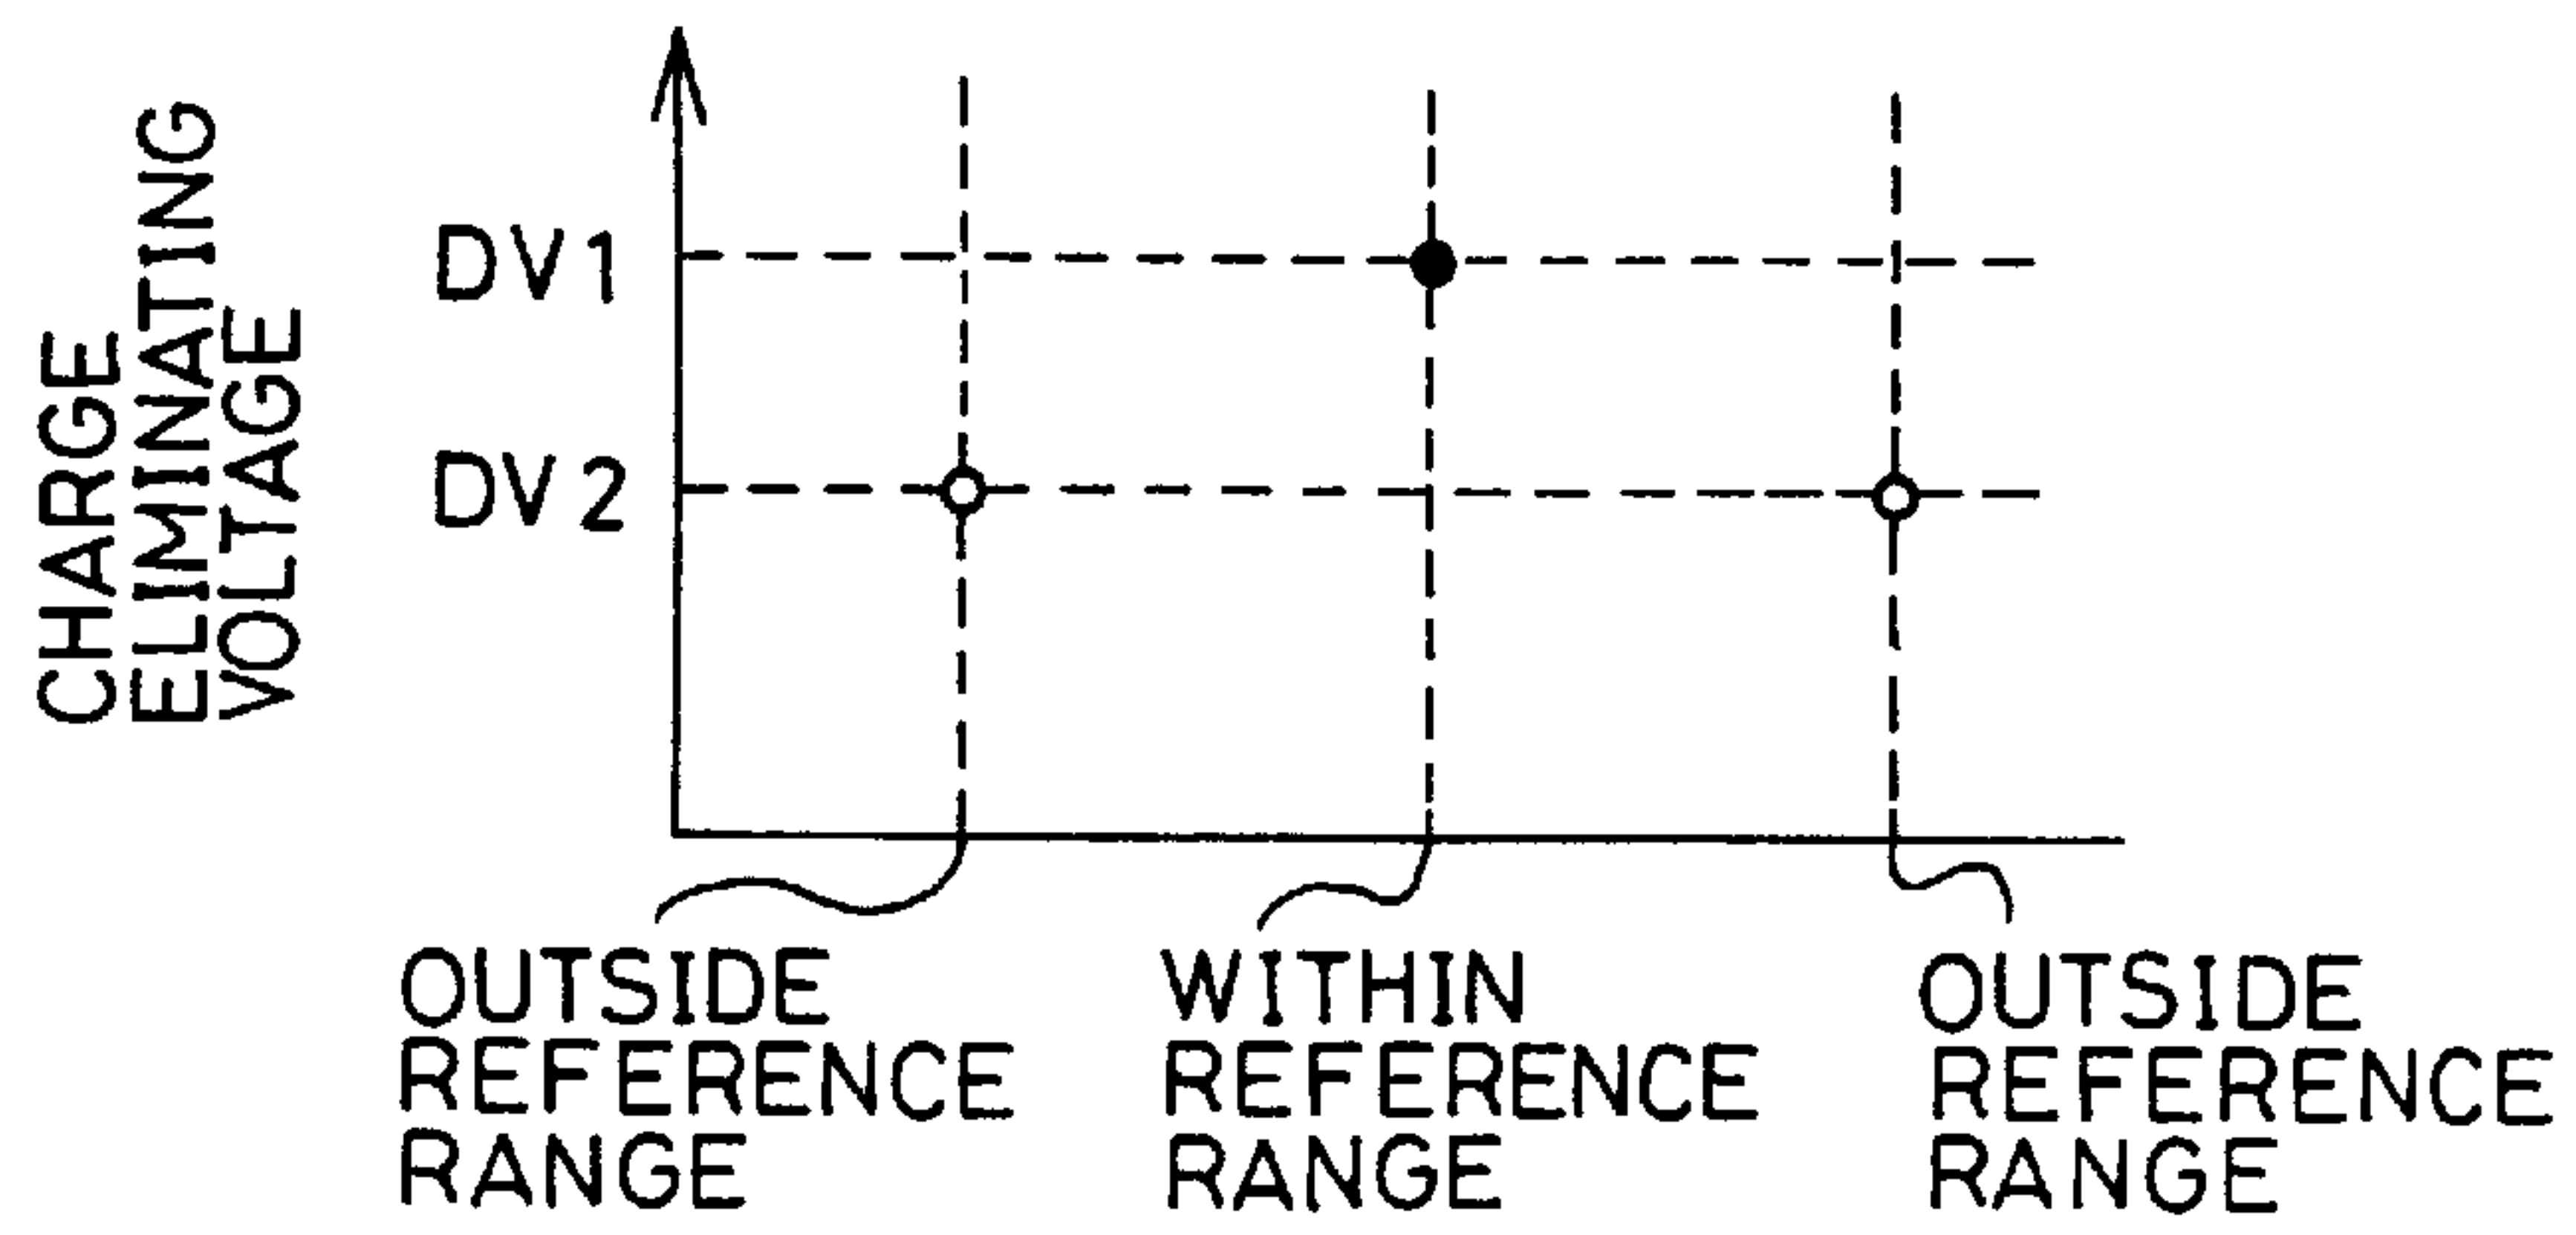 CHARGE
ELIMINATING
VOLTAGE
DV1
DV2
OUTSIDE
REFERENCE
RANGE
WITHIN
REFERENCE
RANGE
OUTSIDE
REFERENCE
RANGE